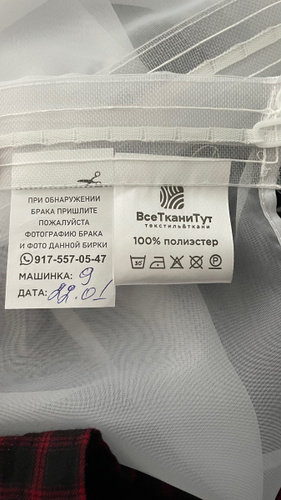 ПРИ ОБНАРУЖЕНИИ
БРАКА ПРИШЛИТЕ
ПОЖАЛУЙСТА
ФОТОГРАФИЮ БРАКА
И ФОТО ДАННОЙ БИРКИ
917-557-05-47
МАШИНКА: 9
ДАТА: 22.01
ВсеТканиТут
текстиль&ткани
100% полиэстер
30
P